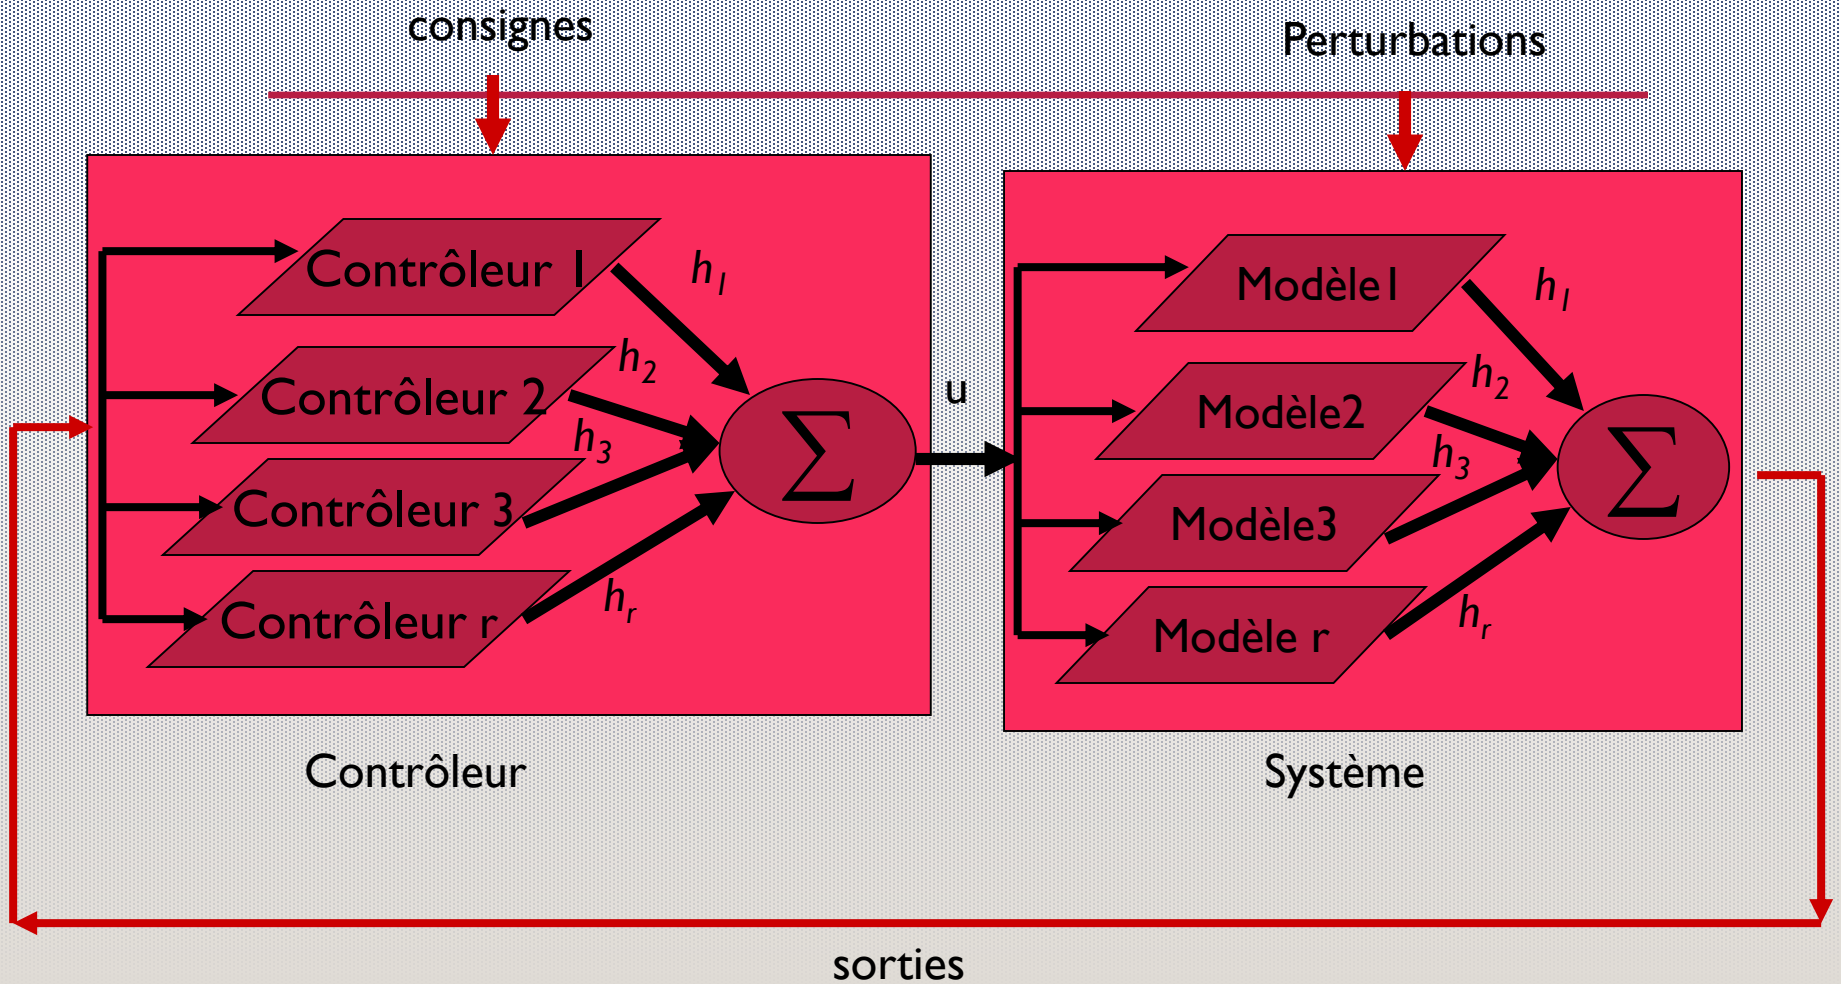 consignes
Perturbations
Contrôleur 1
h1
Contrôleur 2
h2
Contrôleur 3
h3
Contrôleur r
hr
∑
u
Modèle1
h1
Modèle2
h2
Modèle3
h3
Modèle r
hr
∑
Contrôleur
Système
sorties